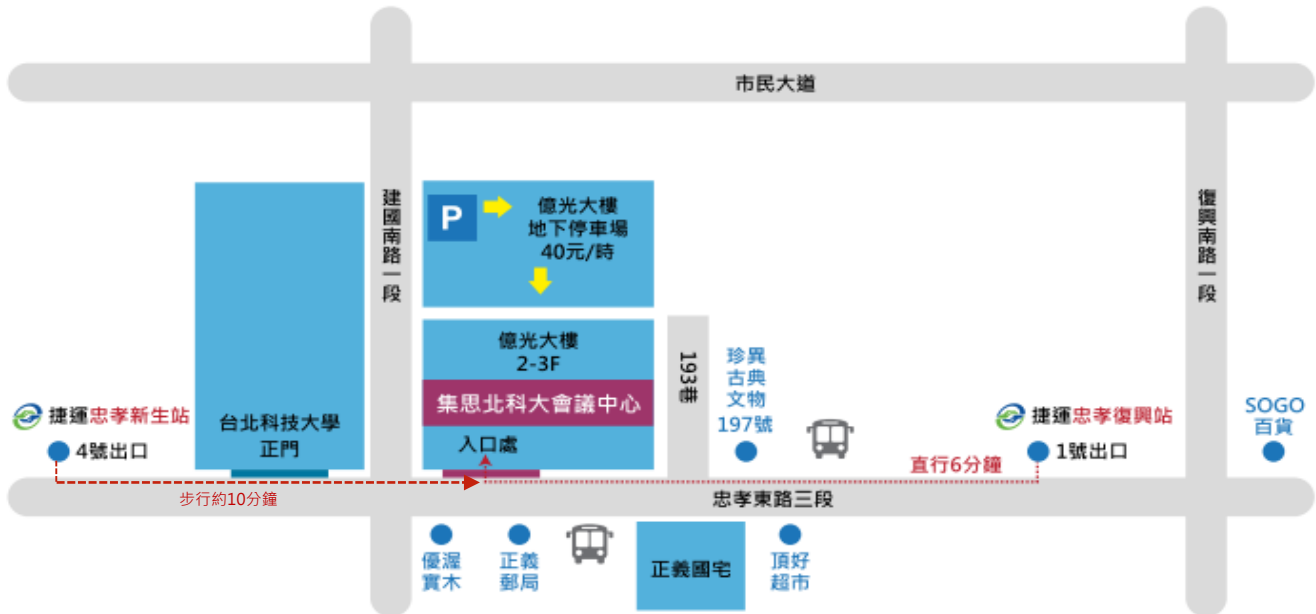 市民大道
建國南路一段
復興南路一段
P
億光大樓
地下停車場
40元/時
億光大樓
2-3F
集思北科大會議中心
入口處
193巷
珍異
古典
文物
197號
台北科技大學
正門
捷運忠孝新生站
4號出口
捷運忠孝復興站
1號出口
SOGO
百貨
直行6分鐘
步行約10分鐘
忠孝東路三段
優渥
實木
正義
郵局
正義國宅
頂好
超市